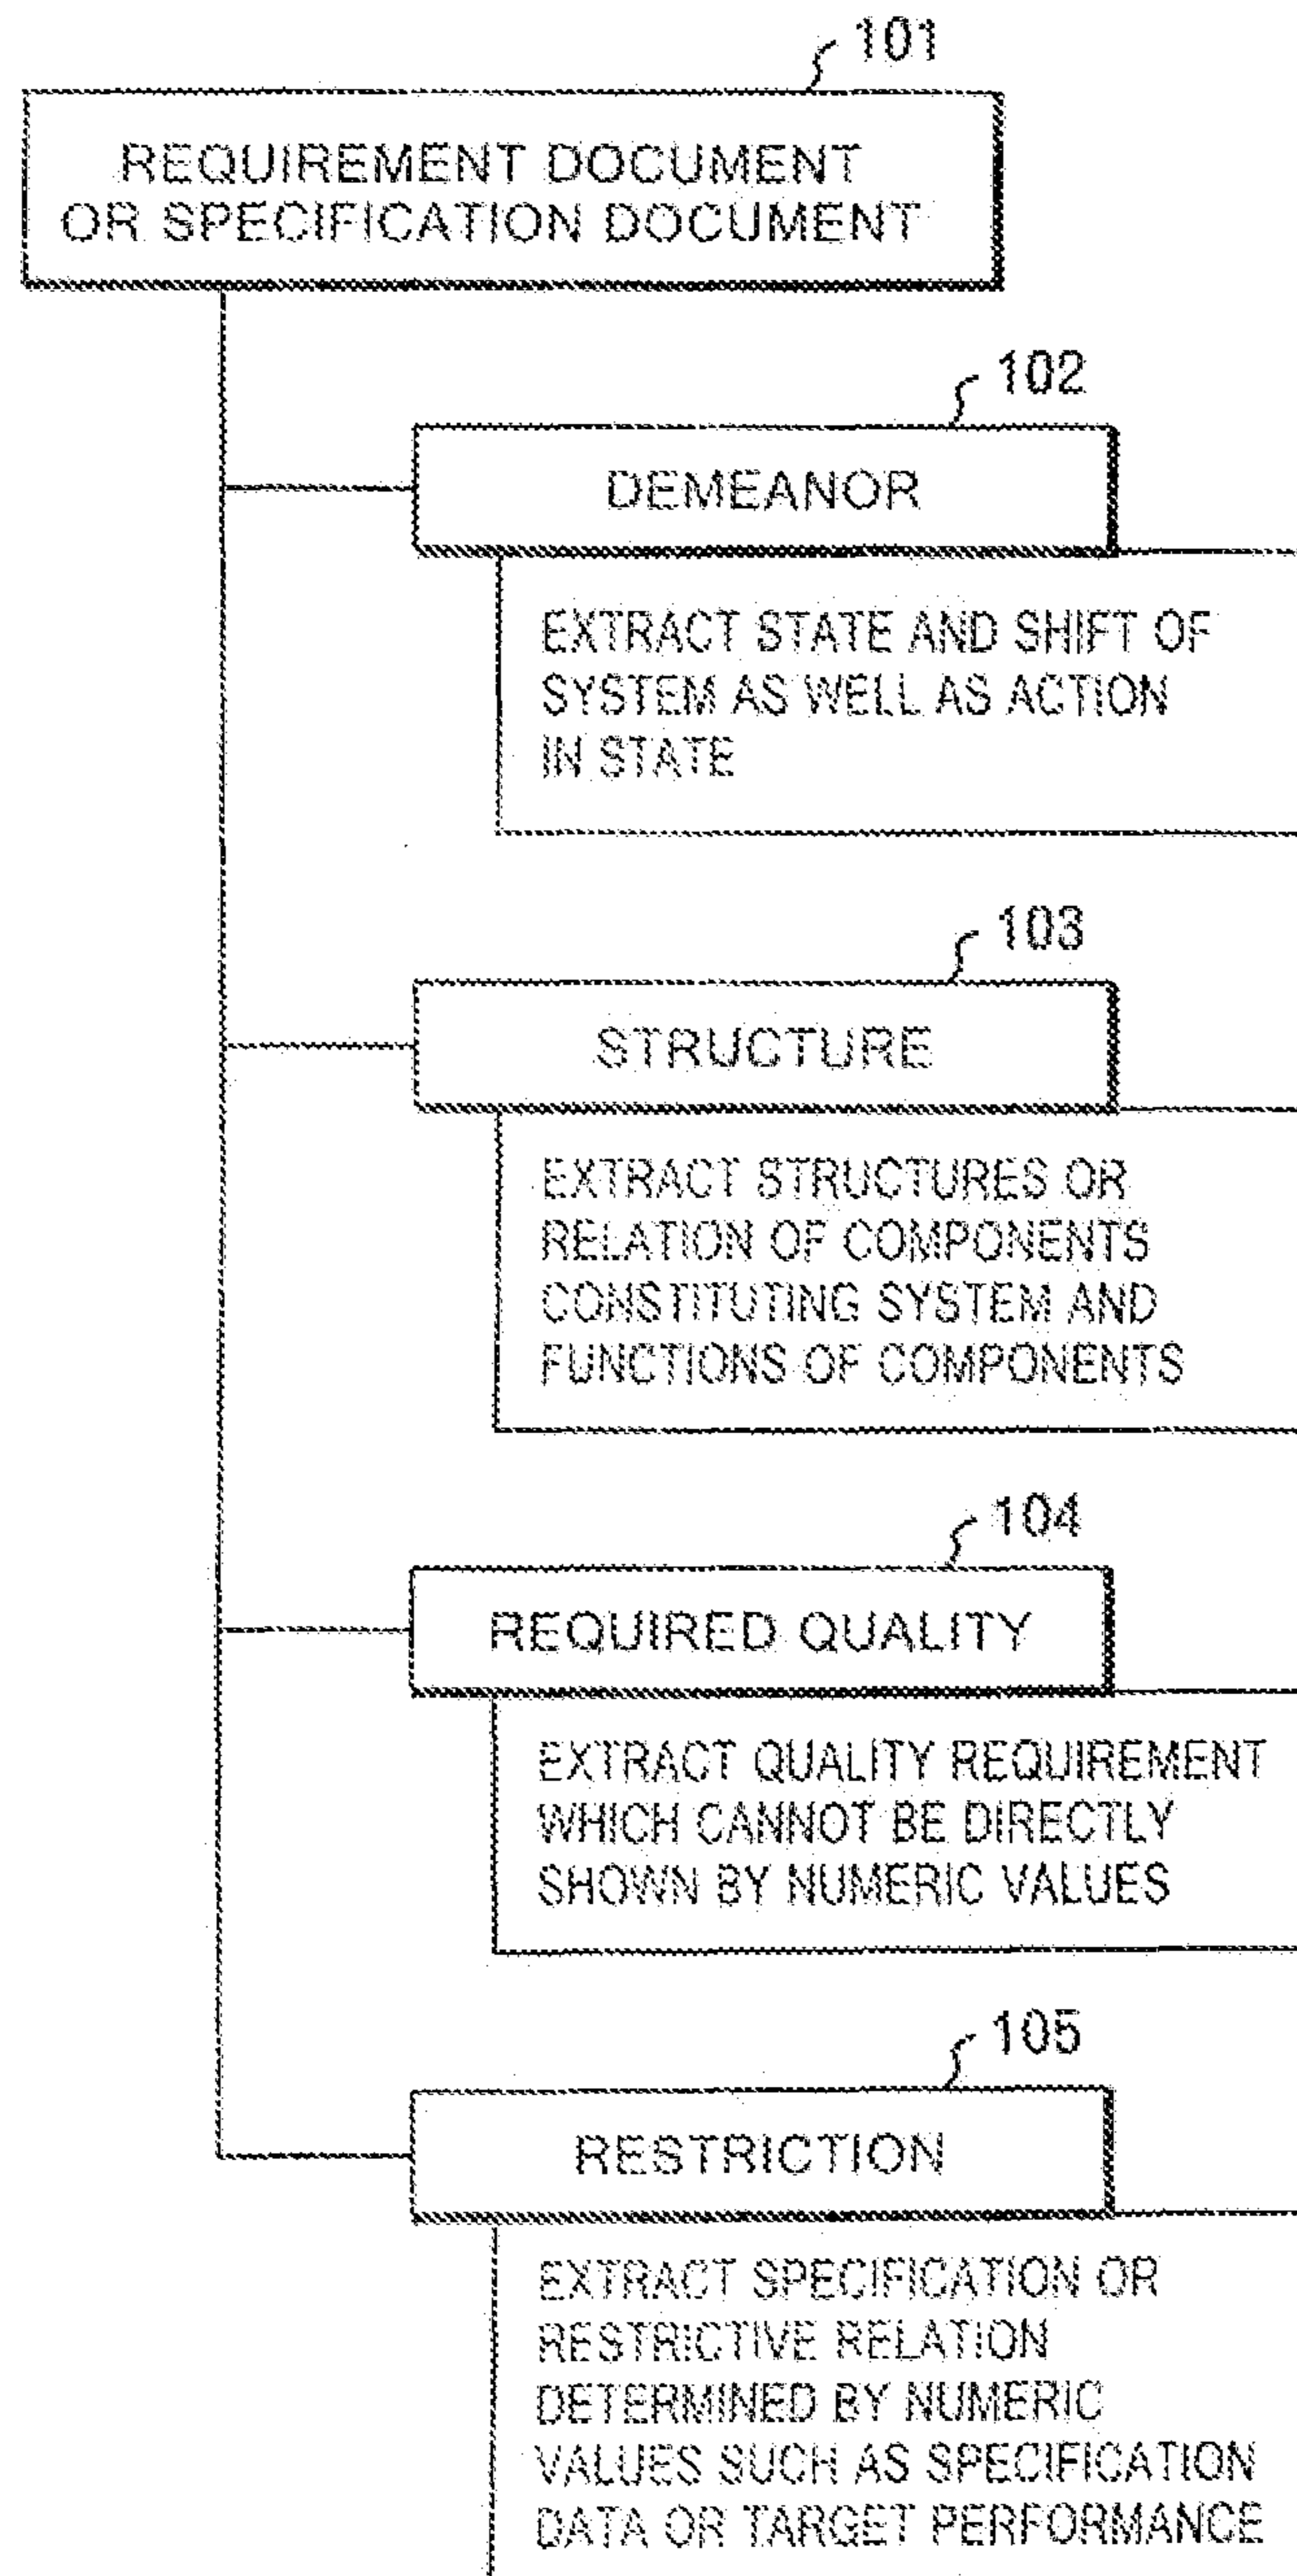 101
REQUIREMENT DOCUMENT
OR SPECIFICATION DOCUMENT
102
DEMEANOR
EXTRACT STATE AND SHIFT OF
SYSTEM AS WELL AS ACTION
IN STATE
103
STRUCTURE
EXTRACT STRUCTURES OR
RELATION OF COMPONENTS
CONSTITUTING SYSTEM AND
FUNCTIONS OF COMPONENTS
104
REQUIRED QUALITY
EXTRACT QUALITY REQUIREMENT
WHICH CANNOT BE DIRECTLY
SHOWN BY NUMERIC VALUES
105
RESTRICTION
EXTRACT SPECIFICATION OR
RESTRICTIVE RELATION
DETERMINED BY NUMERIC
VALUES SUCH AS SPECIFICATION
DATA OR TARGET PERFORMANCE